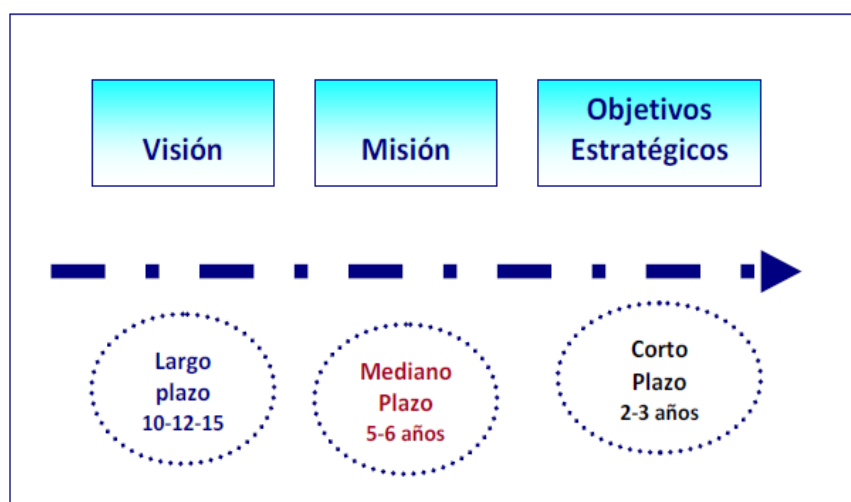 Visión
Misión
Objetivos
Estratégicos
Largo
plazo
10-12-15
Mediano
Plazo
5-6 años
Corto
Plazo
2-3 años